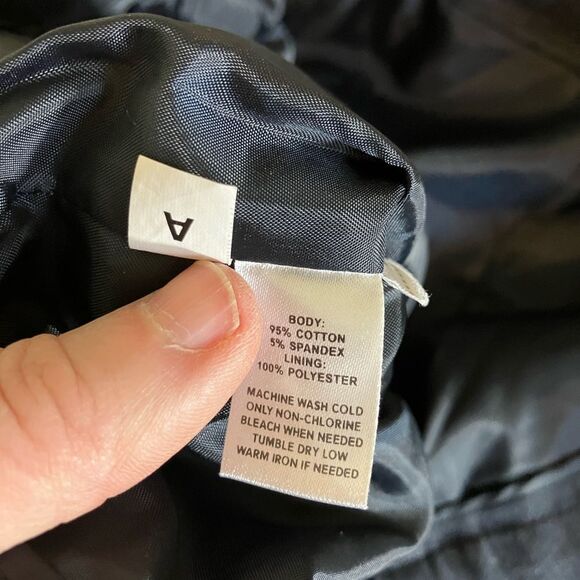 A
BODY:
95% COTTON
5% SPANDEX
LINING:
100% POLYESTER
MACHINE WASH COLD
ONLY NON-CHLORINE
BLEACH WHEN NEEDED
TUMBLE DRY LOW
WARM IRON IF NEEDED